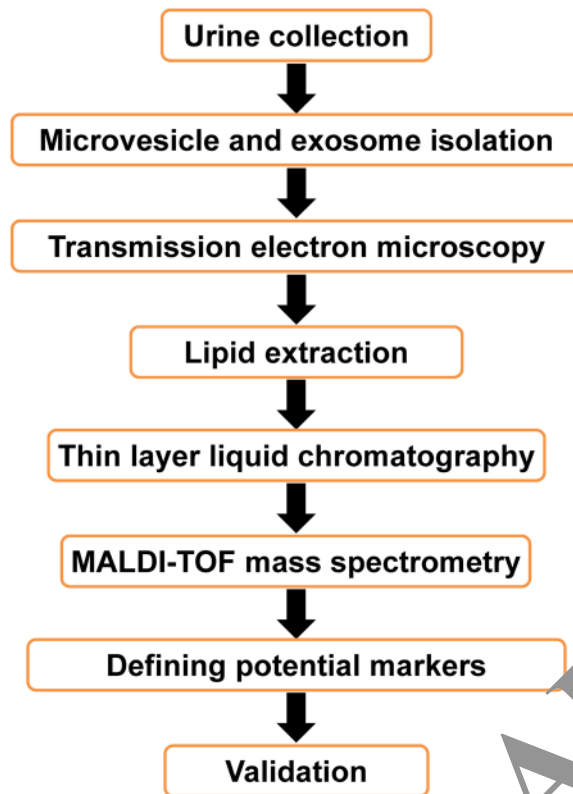 Urine collection
Microvesicle and exosome isolation
Transmission electron microscopy
Lipid extraction
Thin layer liquid chromatography
MALDI-TOF mass spectrometry
Defining potential markers
Validation